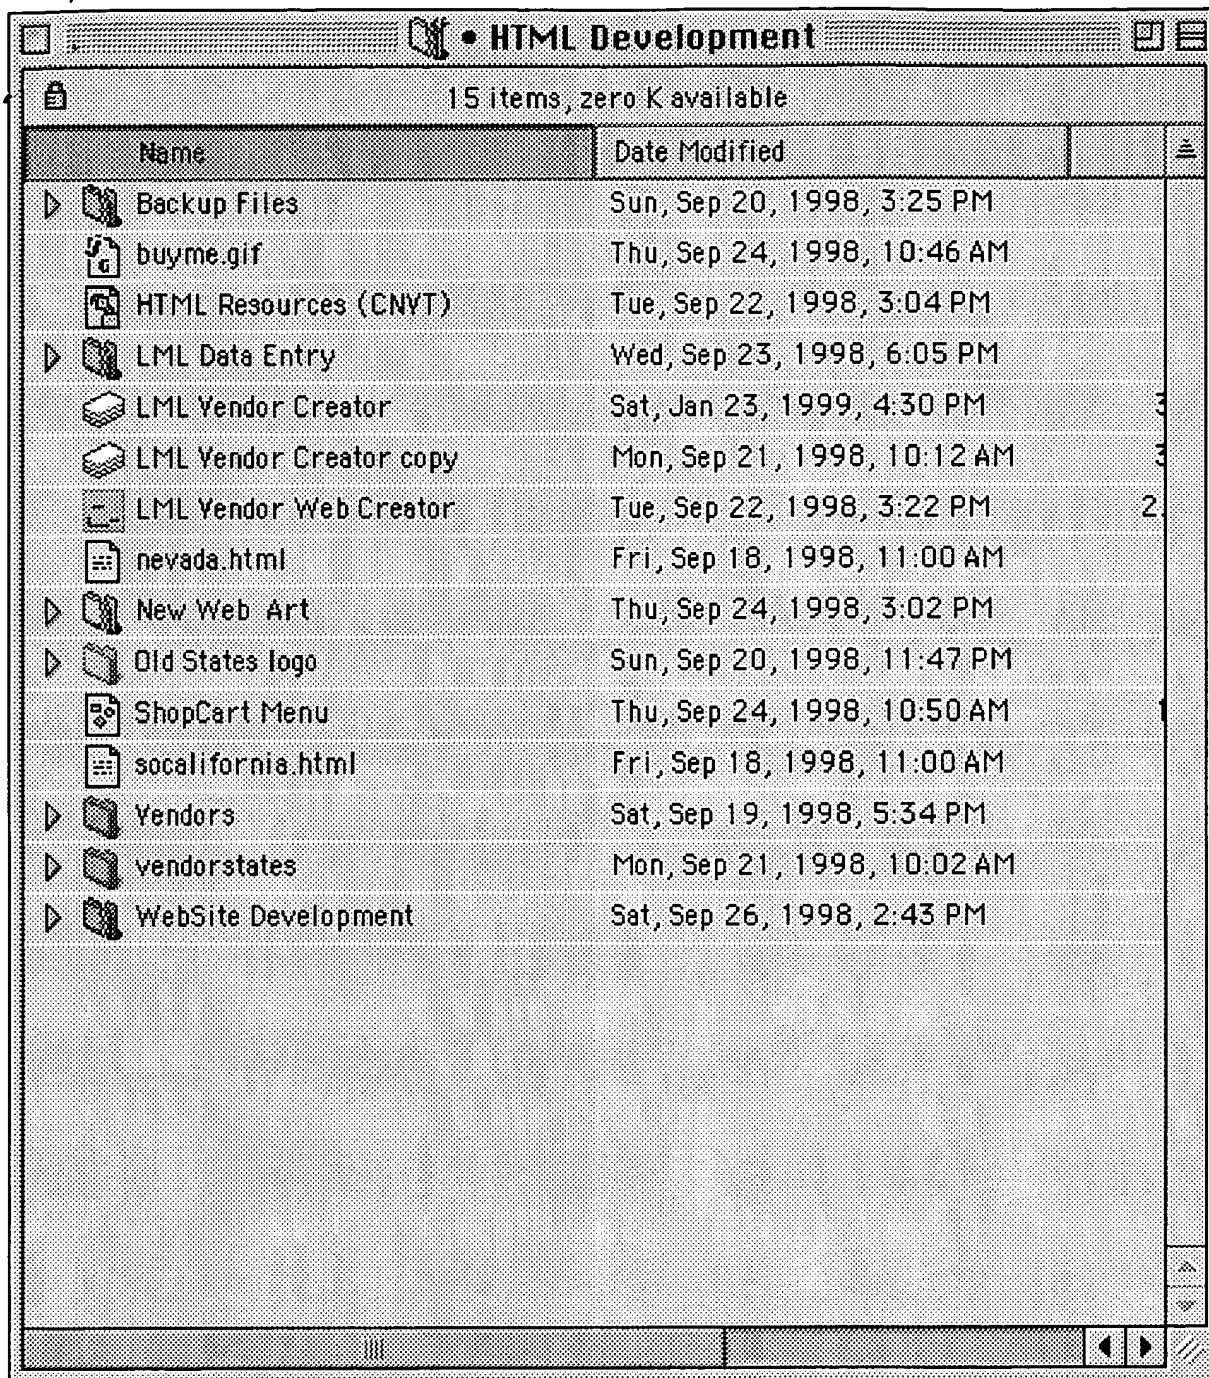 • HTML Development
15 items, zero K available
Name Date Modified
Backup Files Sun, Sep 20, 1998, 3:25 PM
buyme.gif Thu, Sep 24, 1998, 10:46 AM
HTML Resources (CNVT) Tue, Sep 22, 1998, 3:04 PM
LML Data Entry Wed, Sep 23, 1998, 6:05 PM
LML Vendor Creator Sat, Jan 23, 1999, 4:30 PM 3
LML Vendor Creator copy Mon, Sep 21, 1998, 10:12 AM 3
LML Vendor Web Creator Tue, Sep 22, 1998, 3:22 PM 2.
nevada.html Fri, Sep 18, 1998, 11:00 AM
New Web Art Thu, Sep 24, 1998, 3:02 PM
Old States logo Sun, Sep 20, 1998, 11:47 PM
ShopCart Menu Thu, Sep 24, 1998, 10:50 AM 1
socalifornia.html Fri, Sep 18, 1998, 11:00 AM
Vendors Sat, Sep 19, 1998, 5:34 PM
vendorstates Mon, Sep 21, 1998, 10:02 AM
WebSite Development Sat, Sep 26, 1998, 2:43 PM